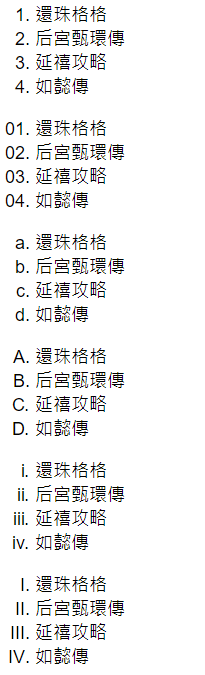 1. 還珠格格
2. 后宮甄環傳
3. 延禧攻略
4. 如懿傳
01. 還珠格格
02. 后宮甄環傳
03. 延禧攻略
04. 如懿傳
a. 還珠格格
b. 后宮甄環傳
c. 延禧攻略
d. 如懿傳
A. 還珠格格
B. 后宮甄環傳
C. 延禧攻略
D. 如懿傳
i. 還珠格格
ii. 后宮甄環傳
iii. 延禧攻略
iv. 如懿傳
I. 還珠格格
II. 后宮甄環傳
III. 延禧攻略
IV. 如懿傳